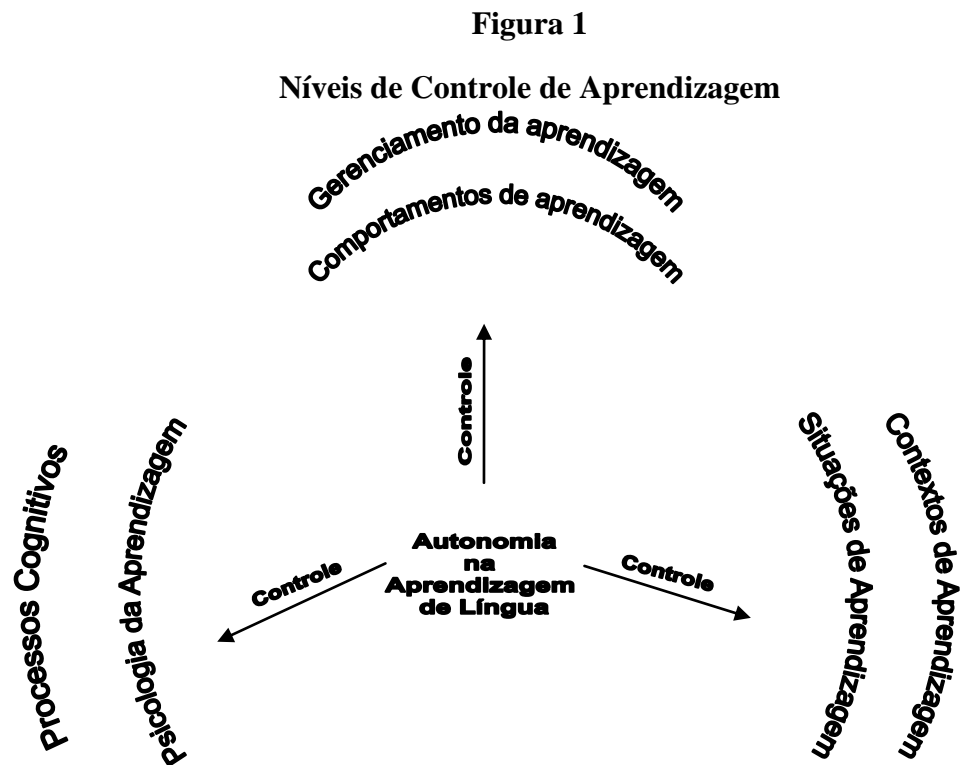 Figura 1
Níveis de Controle de Aprendizagem
Gerenciamento da aprendizagem
Comportamentos de aprendizagem
Controle
Processos Cognitivos
Psicologia da Aprendizagem
Controle
Autonomia
na
Aprendizagem
de Língua
Controle
Situações de Aprendizagem
Contextos de Aprendizagem